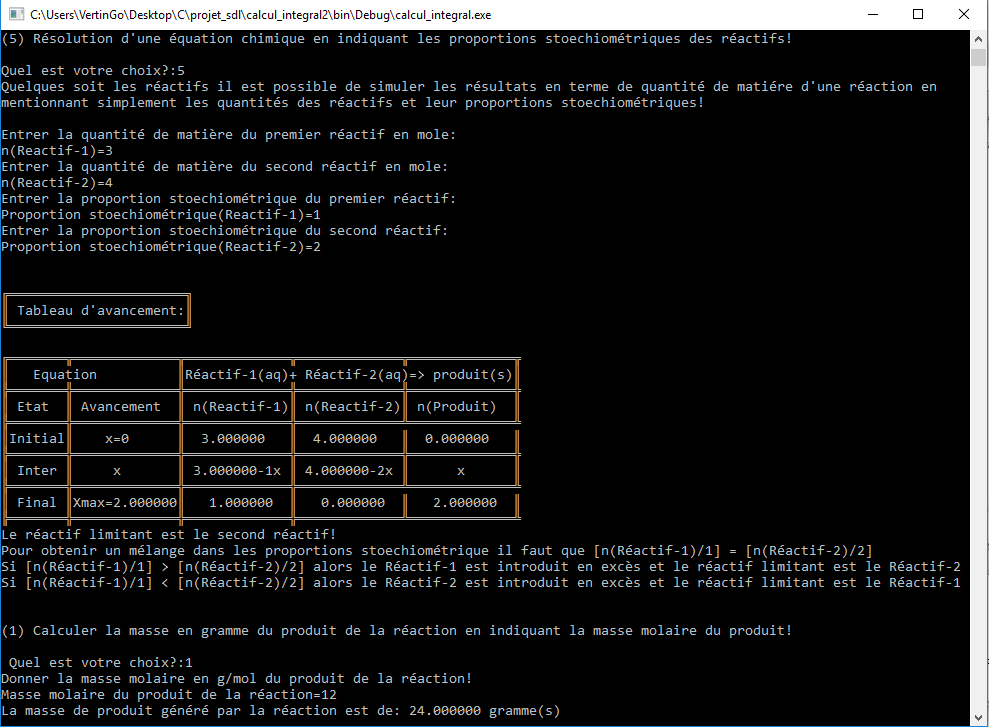 C:\Users\VertinGo\Desktop\C\projet_sdl\calcul_integral2\bin\Debug\calcul_integral.exe
(5) Résolution d'une équation chimique en indiquant les proportions stoechiométriques des réactifs!
Quel est votre choix?:5
Quelques soit les réactifs il est possible de simuler les résultats en terme de quantité de matiére d'une réaction en
mentionnant simplement les quantités des réactifs et leur proportions stoechiométriques!
Entrer la quantité de matière du premier réactif en mole:
n(Reactif-1)=3
Entrer la quantité de matière du second réactif en mole:
n(Reactif-2)=4
Entrer la proportion stoechiométrique du premier réactif:
Proportion stoechiométrique(Reactif-1)=1
Entrer la proportion stoechiométrique du second réactif:
Proportion stoechiométrique(Reactif-2)=2
Tableau d'avancement:
Equation Réactif-1(aq)+ Réactif-2(aq)=> produit(s)
Etat Avancement n(Reactif-1) n(Reactif-2) n(Produit)
Initial x=0 3.000000 4.000000 0.000000
Inter x 3.000000-1x 4.000000-2x x
Final Xmax=2.000000 1.000000 0.000000 2.000000
Le réactif limitant est le second réactif!
Pour obtenir un mélange dans les proportions stoechiométrique il faut que [n(Réactif-1)/1] = [n(Réactif-2)/2]
Si [n(Réactif-1)/1] > [n(Réactif-2)/2] alors le Réactif-1 est introduit en excès et le réactif limitant est le Réactif-2
Si [n(Réactif-1)/1] < [n(Réactif-2)/2] alors le Réactif-2 est introduit en excès et le réactif limitant est le Réactif-1
(1) Calculer la masse en gramme du produit de la réaction en indiquant la masse molaire du produit!
Quel est votre choix?:1
Donner la masse molaire en g/mol du produit de la réaction!
Masse molaire du produit de la réaction=12
La masse de produit généré par la réaction est de: 24.000000 gramme(s)